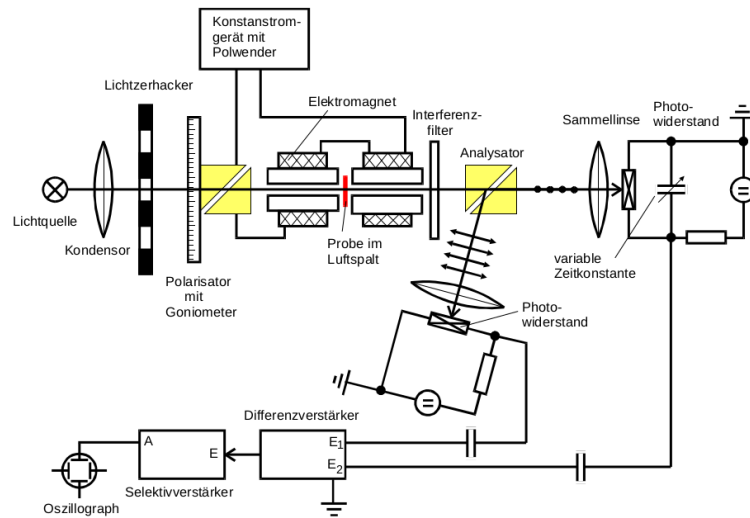 Konstanstrom-
gerät mit
Polwender
Lichtzerhacker
Elektromagnet
Interferenz-
filter
Analysator
Sammellinse
Photo-
widerstand
Lichtquelle
Kondensor
Polarisator
mit
Goniometer
Probe im
Luftspalt
variable
Zeitkonstante
Photo-
widerstand
Differenzverstärker
E1
E2
A
E
Selektivverstärker
Oszillograph